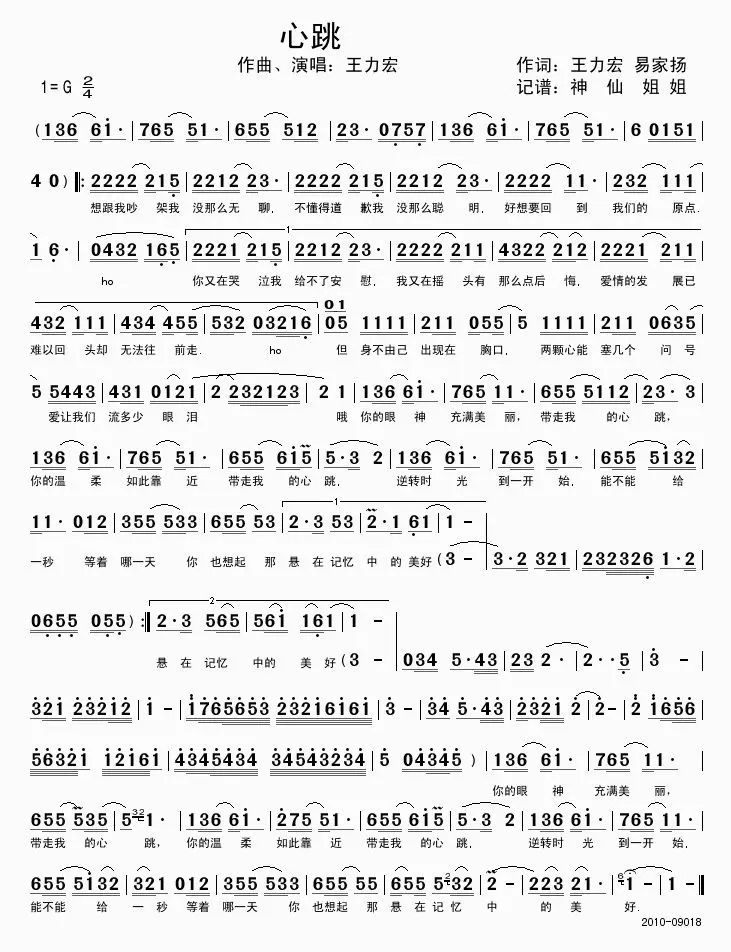 心跳
作曲、演唱：王力宏
作词：王力宏 易家扬
1=G 2/4
记谱：神 仙 姐 姐
(136 61· | 765 51· | 655 512 | 23· 0757 | 136 61· | 765 51· | 6 0151
4 0) ‖: 2222 215 | 2212 23· | 2222 215 | 2212 23· | 2222 11· | 232 111
想跟我吵 架我 没那么无 聊， 不懂得道 歉我 没那么聪 明， 好想要回 到 我们的 原点．
1 6· | 0432 165 | 2221 215 | 2212 23· | 2222 211 | 4322 212 | 2221 211
ho 你又在哭 泣我 给不了安 慰， 我又在摇 头有 那么点后 悔， 爱情的发 展已
432 111 | 434 455 | 532 03216 | 05 1111 | 211 055 | 5 1111 | 211 0635
01
难以回 头却 无法往 前走． ho 但 身不由己 出现在 胸口， 两颗心能 塞几个 问 号
5 5443 | 431 0121 | 2 232123 | 2 1 | 136 61· | 765 11· | 655 5112 | 23· 3
爱让我们 流多少 眼 泪 哦 你的眼 神 充满美 丽， 带走我 的心 跳，
136 61· | 765 51· | 655 615 | 5·3 2 | 136 61· | 765 51· | 655 5132
你的温 柔 如此靠 近 带走我 的心 跳， 逆转时 光 到一开 始， 能不能 给
11· 012 | 355 533 | 655 53 | 2·3 53 | 2·1 61 | 1 -
一秒 等着 哪一天 你 也想起 那 悬 在 记忆 中 的 美好
(3 - | 3·2 321 | 232326 1·2
0655 055) :‖ 2·3 565 | 561 161 | 1 -
悬 在 记忆 中的 美 好
(3 - | 034 5·43 | 23 2· | 2··5 | 3 -
321 23212 | 1 - | 1765653 23216161 | 3 - | 34 5·43 | 2321 2 | 2- | 2 1656
56321 12161 | 4345434 34543234 | 5 04345 ) | 136 61· | 765 11·
你的眼 神 充满美 丽，
655 535 | 5 1· | 136 61· | 275 51· | 655 615 | 5·3 2 | 136 61· | 765 11·
带走我 的心 跳， 你的温 柔 如此靠 近 带走我 的心 跳， 逆转时 光 到一开 始，
655 5132 | 321 012 | 355 533 | 655 55 | 655 532 | 2 - | 223 21· | 1 - ‖
能不能 给 一 秒 等着 哪一天 你 也想起 那 悬 在 记 忆 中 的 美 好．
2010-09018